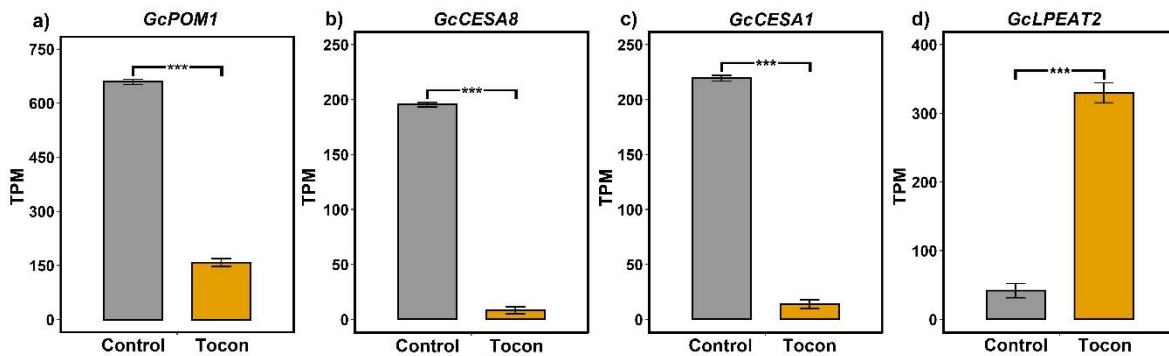 a) GcPOM1
TPM
750
600
450
300
150
0
***
Control Tocon
b) GcCESA8
TPM
250
200
150
100
50
0
***
Control Tocon
c) GcCESA1
TPM
250
200
150
100
50
0
***
Control Tocon
d) GcLPEAT2
TPM
400
300
200
100
0
***
Control Tocon